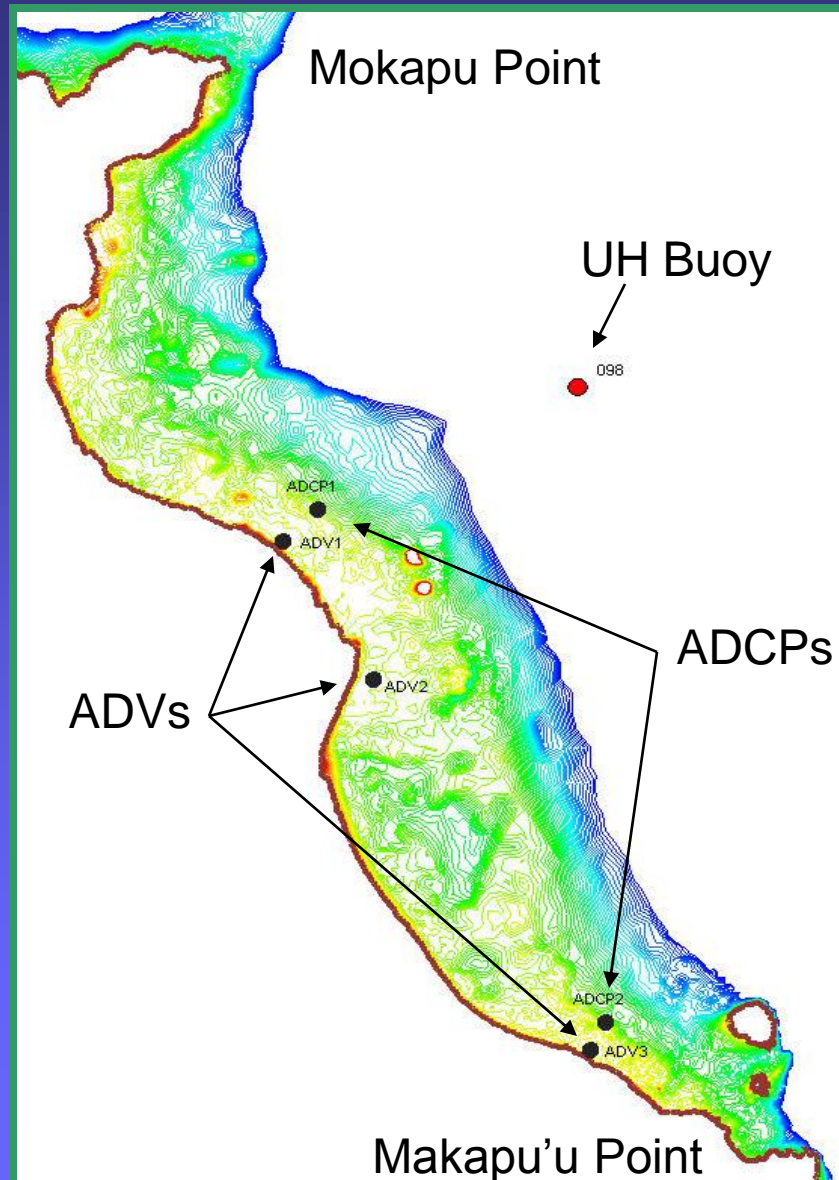 Mokapu Point
UH Buoy
098
ADCP1
ADV1
ADCPs
ADV2
ADVs
ADCP2
ADV3
Makapu’u Point